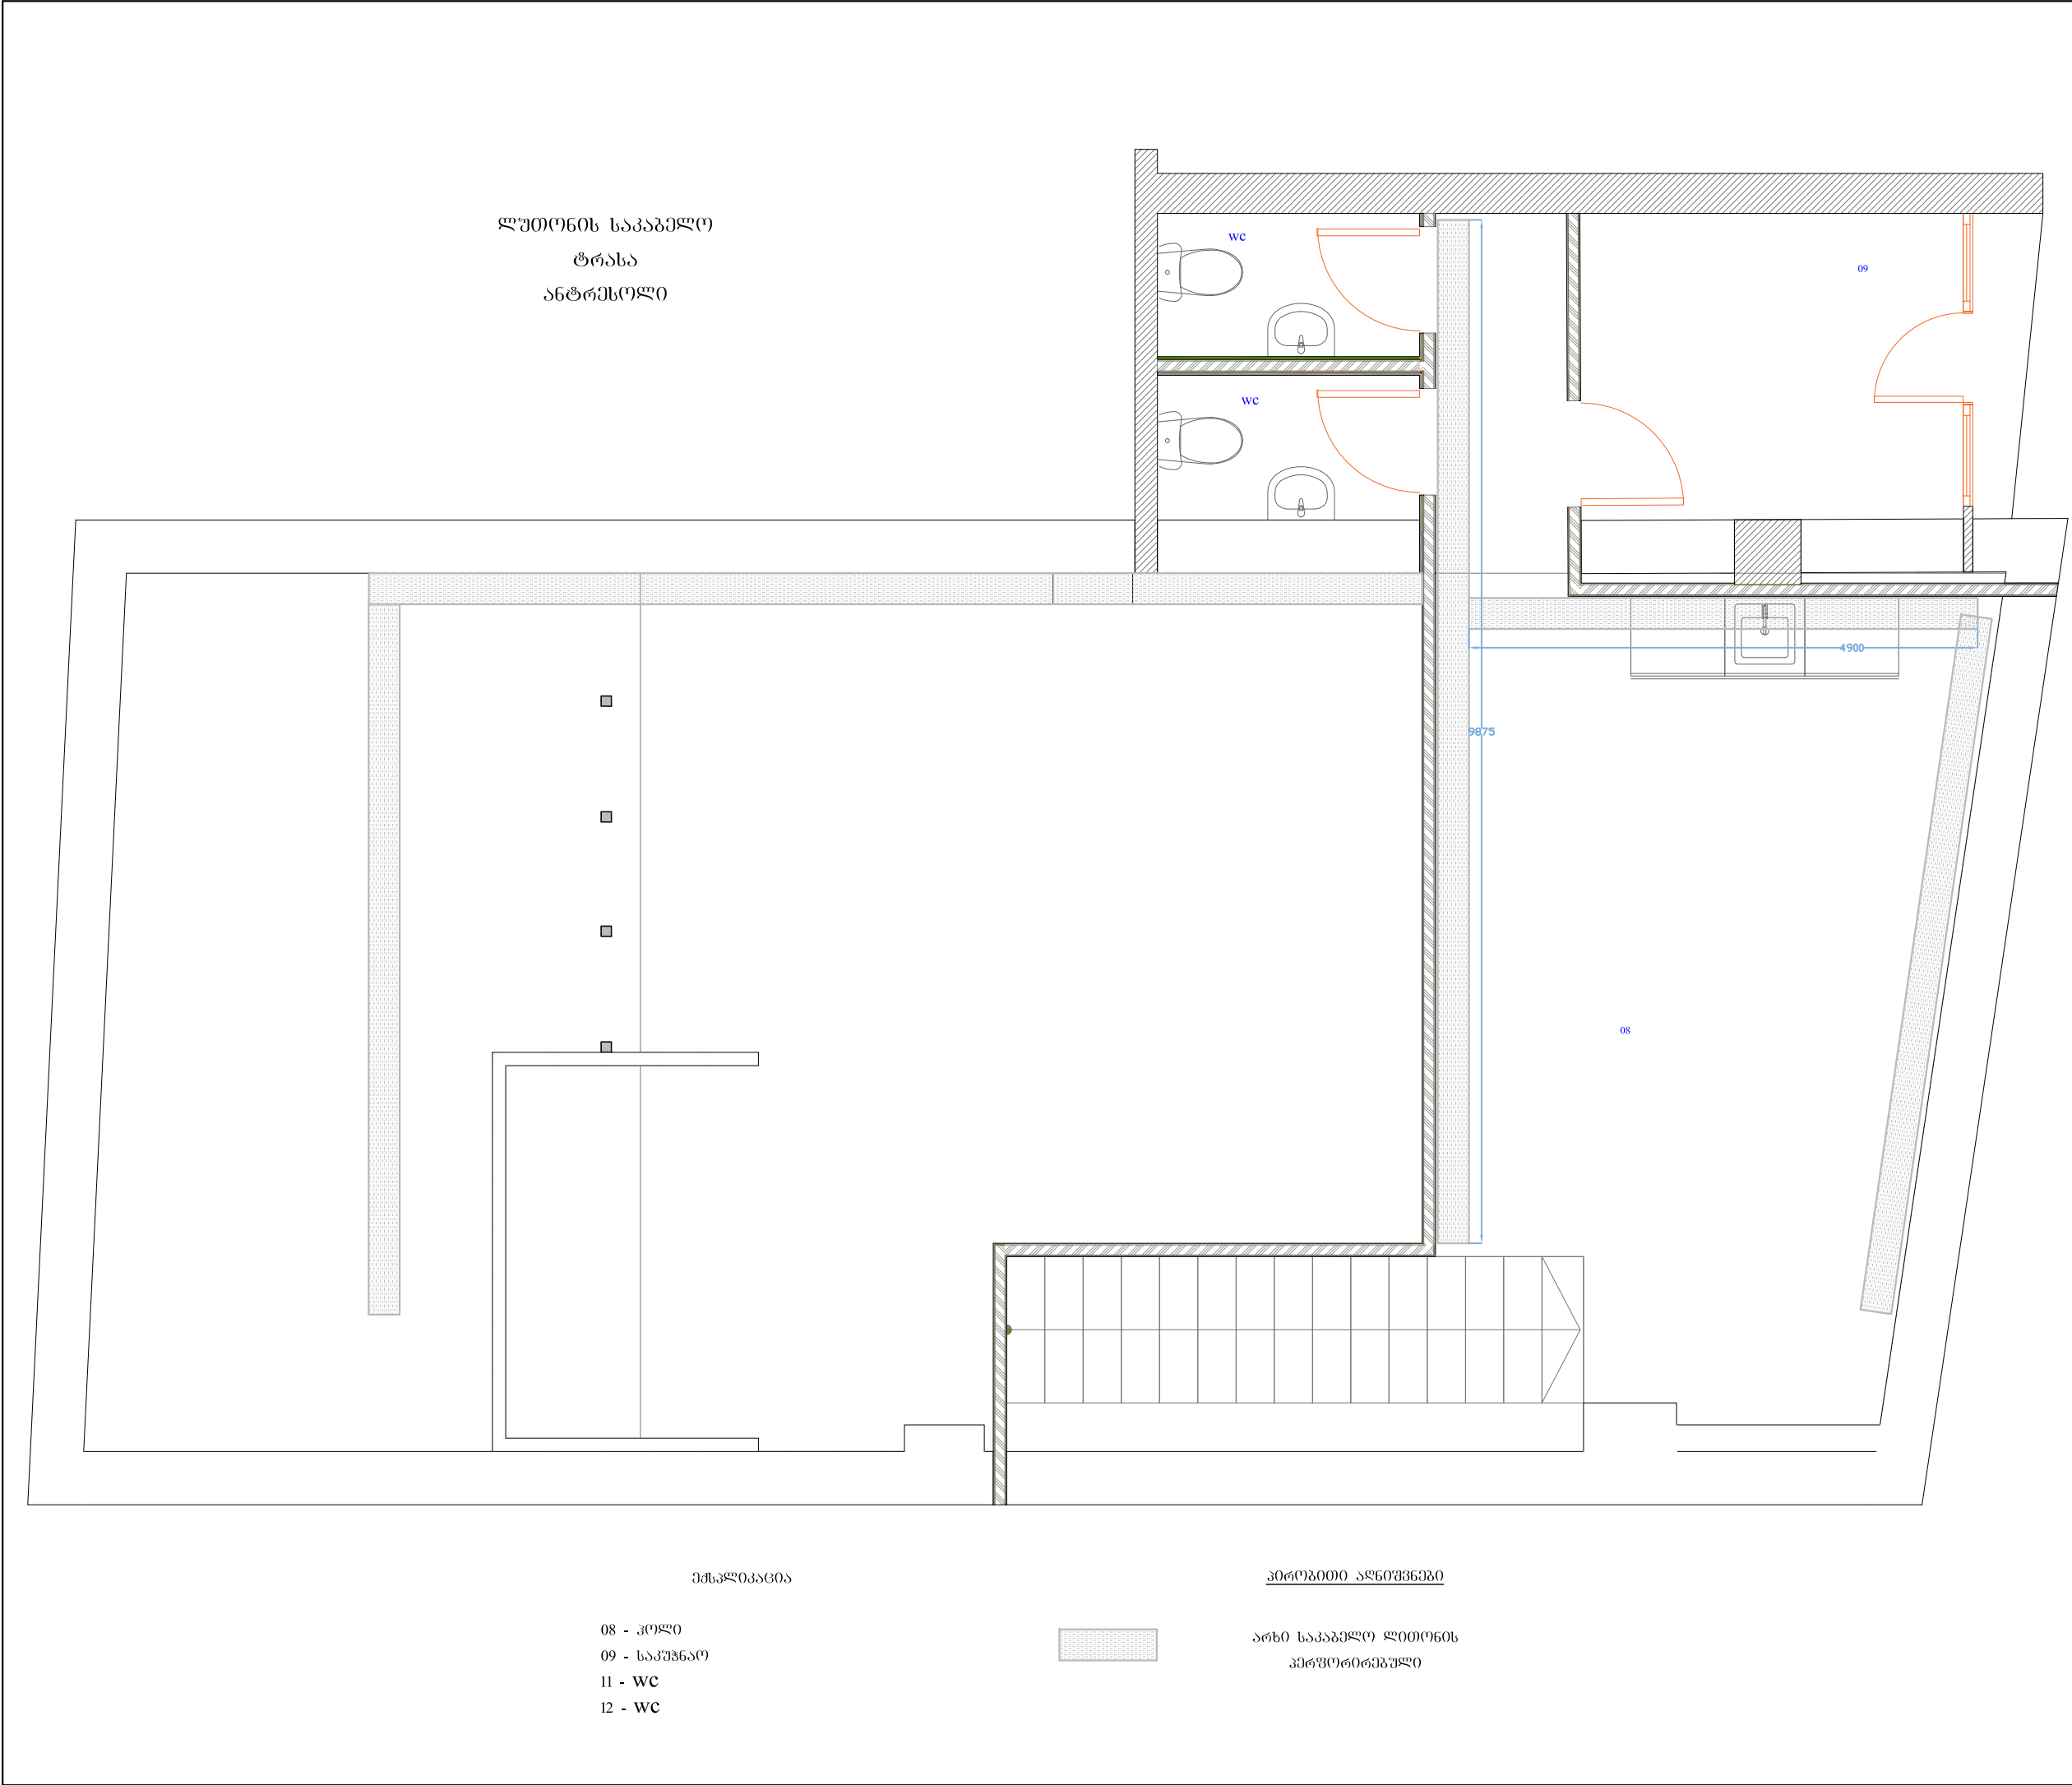 ლუთონის საკაბელო
ტრასა
ანტრესოლი
wc
09
wc
4900
9875
08
ექსპლიკაცია
08 - ჰოლი
09 - საკუჭნაო
11 - WC
12 - WC
პირობითი აღნიშვნები
არხი საკაბელო ლითონის
პერფორირებული